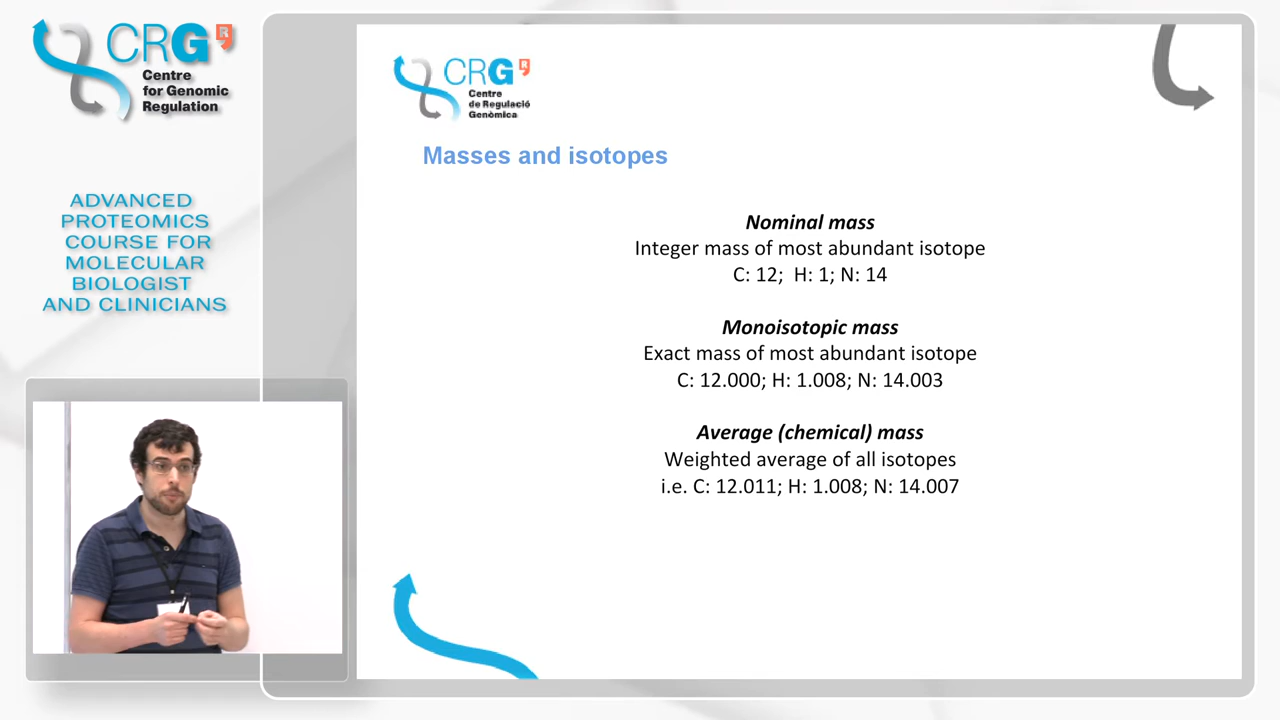 CRG
Centre
for Genomic
Regulation
ADVANCED
PROTEOMICS
COURSE FOR
MOLECULAR
BIOLOGIST
AND CLINICIANS
CRG
Centre
de Regulació
Genòmica
Masses and isotopes
Nominal mass
Integer mass of most abundant isotope
C: 12; H: 1; N: 14
Monoisotopic mass
Exact mass of most abundant isotope
C: 12.000; H: 1.008; N: 14.003
Average (chemical) mass
Weighted average of all isotopes
i.e. C: 12.011; H: 1.008; N: 14.007